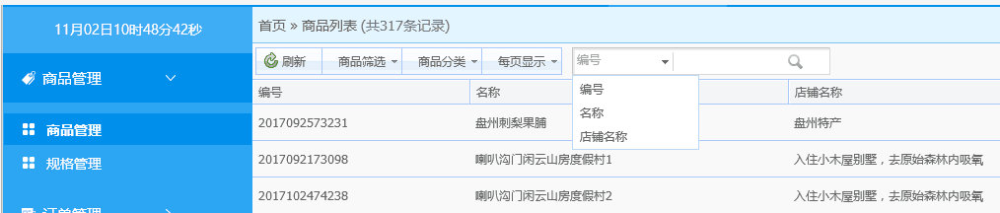 11月02日10时48分42秒
首页 » 商品列表 (共317条记录)
商品管理
刷新 商品筛选 商品分类 每页显示 编号
编号 名称 店铺名称
编号
名称
店铺名称
商品管理
2017092573231 盘州刺梨果脯 盘州特产
规格管理
2017092173098 喇叭沟门闲云山房度假村1 入住小木屋别墅，去原始森林内吸氧
订单管理
2017102474238 喇叭沟门闲云山房度假村2 入住小木屋别墅，去原始森林内吸氧